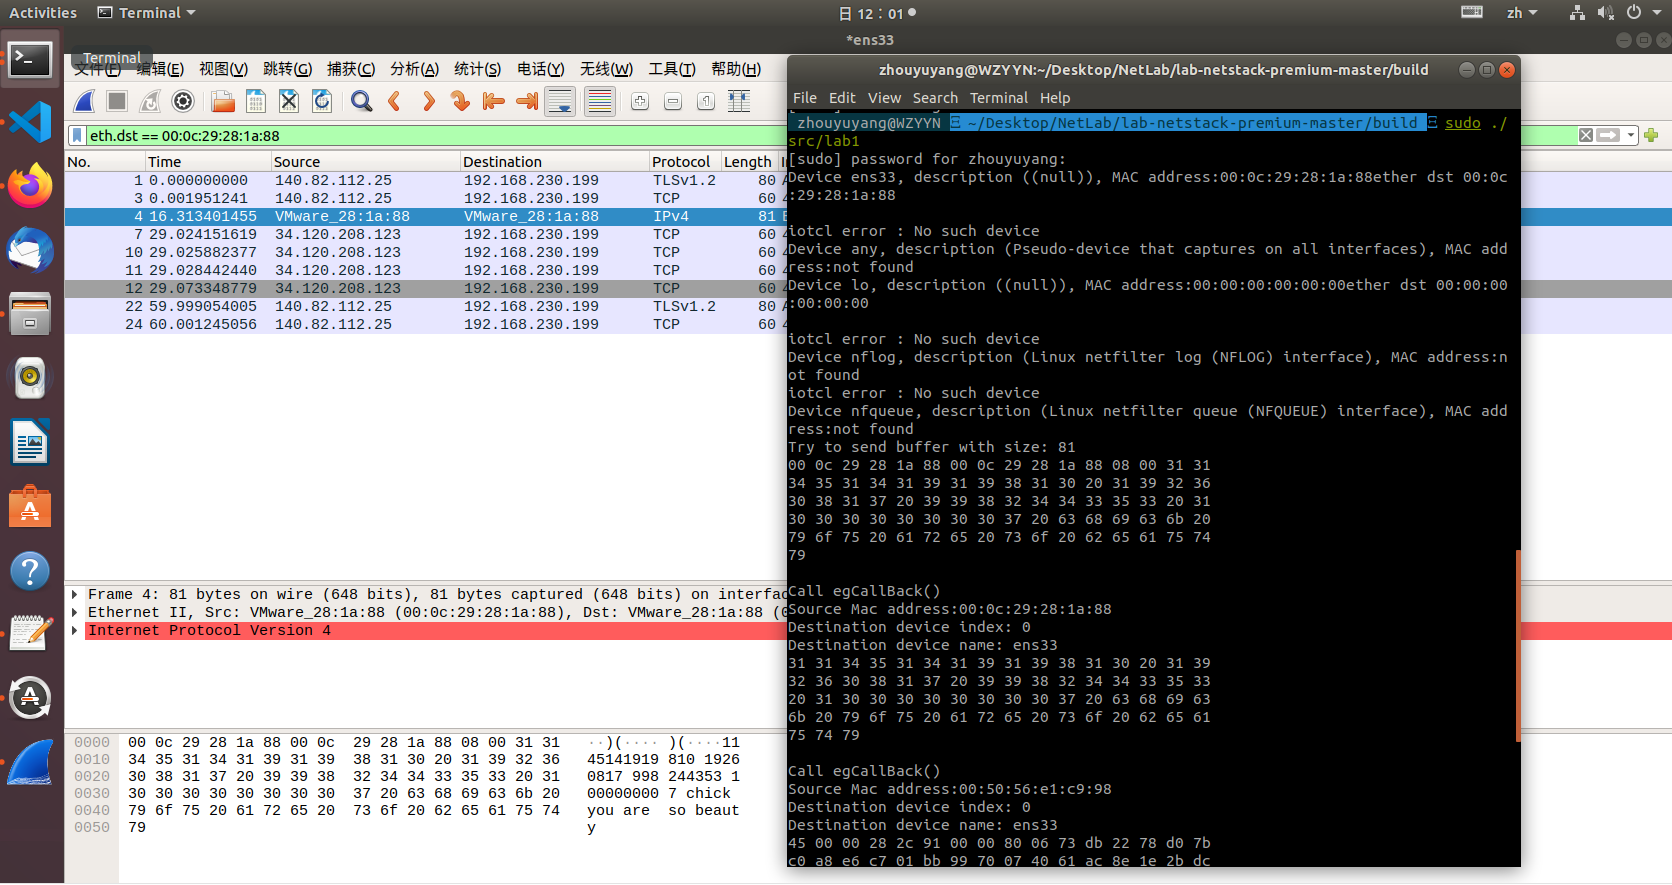 Activities Terminal 日 12：01 zh
*ens33
Terminal
文件(F) 编辑(E) 视图(V) 跳转(G) 捕获(C) 分析(A) 统计(S) 电话(Y) 无线(W) 工具(T) 帮助(H)
eth.dst == 00:0c:29:28:1a:88
No. Time Source Destination Protocol Length
1 0.000000000 140.82.112.25 192.168.230.199 TLSv1.2 80
3 0.001951241 140.82.112.25 192.168.230.199 TCP 60
4 16.313401455 VMware_28:1a:88 VMware_28:1a:88 IPv4 81
7 29.024151619 34.120.208.123 192.168.230.199 TCP 60
10 29.025882377 34.120.208.123 192.168.230.199 TCP 60
11 29.028442440 34.120.208.123 192.168.230.199 TCP 60
12 29.073348779 34.120.208.123 192.168.230.199 TCP 60
22 59.999054005 140.82.112.25 192.168.230.199 TLSv1.2 80
24 60.001245056 140.82.112.25 192.168.230.199 TCP 60
Frame 4: 81 bytes on wire (648 bits), 81 bytes captured (648 bits) on interfac
Ethernet II, Src: VMware_28:1a:88 (00:0c:29:28:1a:88), Dst: VMware_28:1a:88 (0
Internet Protocol Version 4
0000 00 0c 29 28 1a 88 00 0c 29 28 1a 88 08 00 31 31 ··)(···· )(····11
0010 34 35 31 34 31 39 31 39 38 31 30 20 31 39 32 36 45141919 810 1926
0020 30 38 31 37 20 39 39 38 32 34 34 33 35 33 20 31 0817 998 244353 1
0030 30 30 30 30 30 30 30 30 37 20 63 68 69 63 6b 20 00000000 7 chick
0040 79 6f 75 20 61 72 65 20 73 6f 20 62 65 61 75 74 you are so beaut
0050 79 y
zhouyuyang@WZYYN:~/Desktop/NetLab/lab-netstack-premium-master/build
File Edit View Search Terminal Help
zhouyuyang@WZYYN ~/Desktop/NetLab/lab-netstack-premium-master/build sudo ./
src/lab1
[sudo] password for zhouyuyang:
Device ens33, description ((null)), MAC address:00:0c:29:28:1a:88ether dst 00:0c
:29:28:1a:88
iotcl error : No such device
Device any, description (Pseudo-device that captures on all interfaces), MAC add
ress:not found
Device lo, description ((null)), MAC address:00:00:00:00:00:00ether dst 00:00:00
:00:00:00
iotcl error : No such device
Device nflog, description (Linux netfilter log (NFLOG) interface), MAC address:n
ot found
iotcl error : No such device
Device nfqueue, description (Linux netfilter queue (NFQUEUE) interface), MAC add
ress:not found
Try to send buffer with size: 81
00 0c 29 28 1a 88 00 0c 29 28 1a 88 08 00 31 31
34 35 31 34 31 39 31 39 38 31 30 20 31 39 32 36
30 38 31 37 20 39 39 38 32 34 34 33 35 33 20 31
30 30 30 30 30 30 30 30 37 20 63 68 69 63 6b 20
79 6f 75 20 61 72 65 20 73 6f 20 62 65 61 75 74
79
Call egCallBack()
Source Mac address:00:0c:29:28:1a:88
Destination device index: 0
Destination device name: ens33
31 31 34 35 31 34 31 39 31 39 38 31 30 20 31 39
32 36 30 38 31 37 20 39 39 38 32 34 34 33 35 33
20 31 30 30 30 30 30 30 30 30 37 20 63 68 69 63
6b 20 79 6f 75 20 61 72 65 20 73 6f 20 62 65 61
75 74 79
Call egCallBack()
Source Mac address:00:50:56:e1:c9:98
Destination device index: 0
Destination device name: ens33
45 00 00 28 2c 91 00 00 80 06 73 db 22 78 d0 7b
c0 a8 e6 c7 01 bb 99 70 07 40 61 ac 8e 1e 2b dc